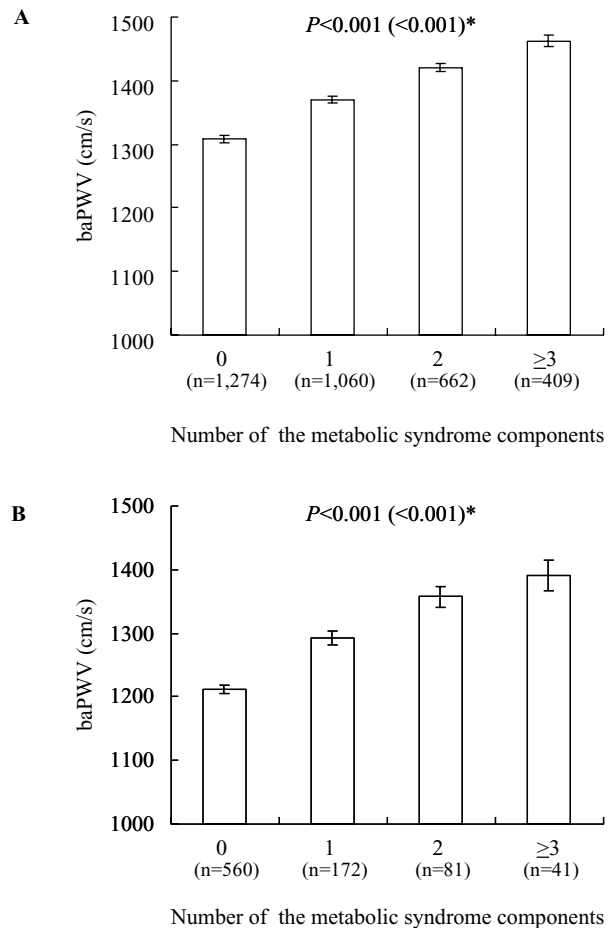 A
P<0.001 (<0.001)*
1500
1400
1300
1200
1100
1000
baPWV (cm/s)
0 1 2 ≥3
(n=1,274) (n=1,060) (n=662) (n=409)
Number of the metabolic syndrome components
B
P<0.001 (<0.001)*
1500
1400
1300
1200
1100
1000
baPWV (cm/s)
0 1 2 ≥3
(n=560) (n=172) (n=81) (n=41)
Number of the metabolic syndrome components